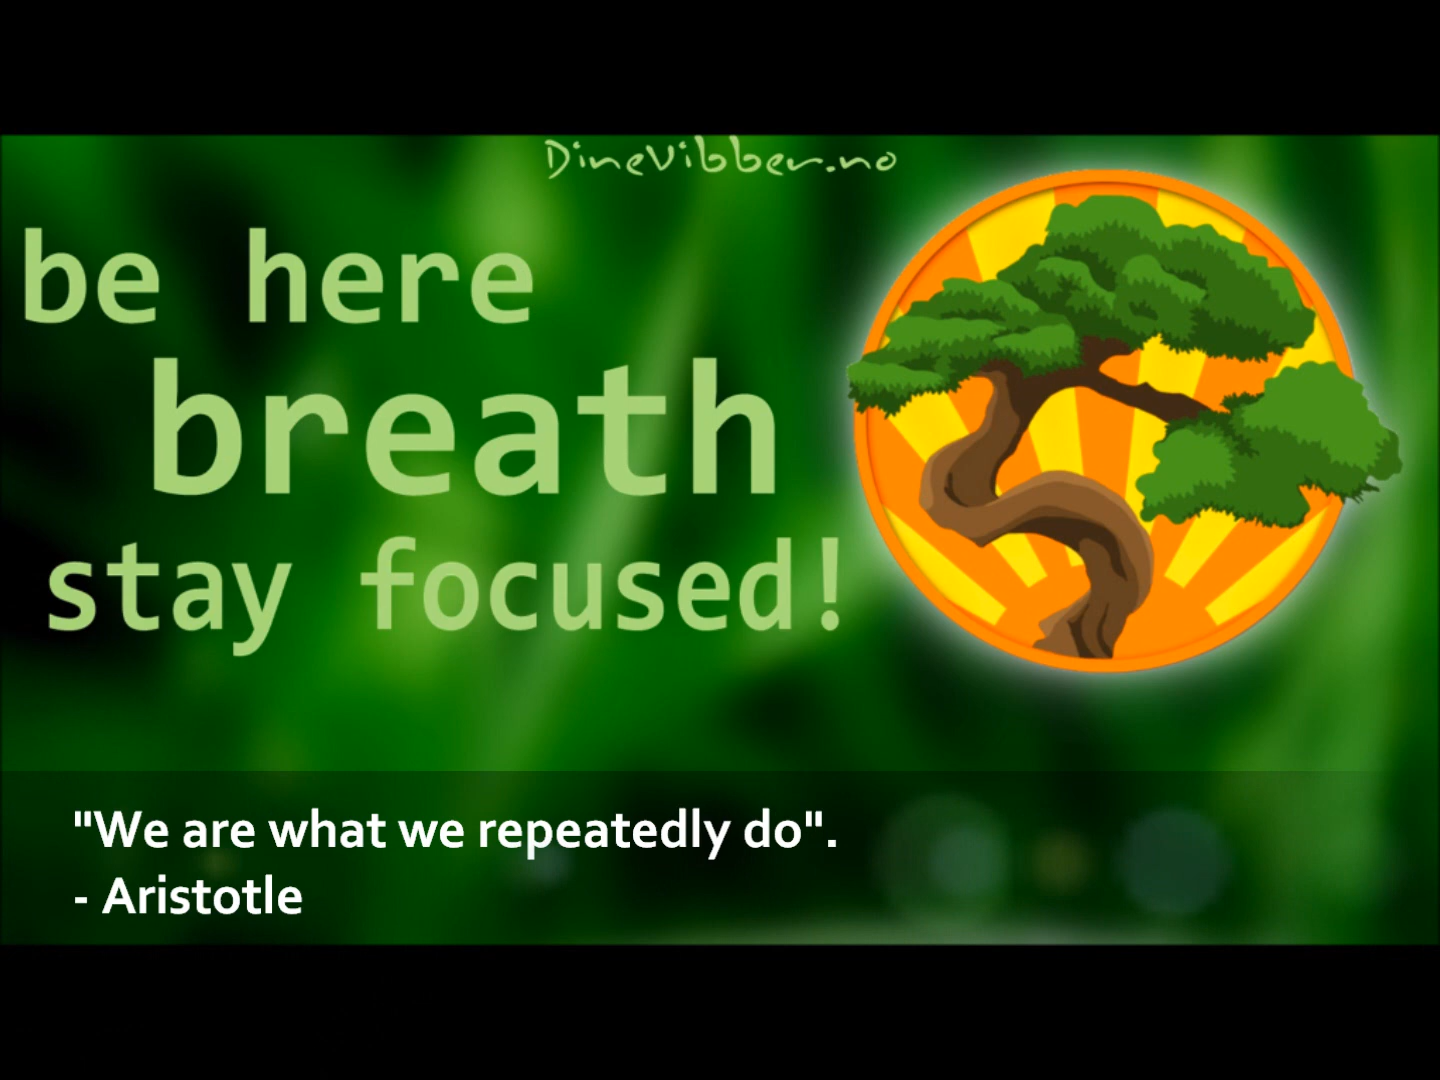 DineVibber.no
be here
breath
stay focused!
"We are what we repeatedly do".
- Aristotle